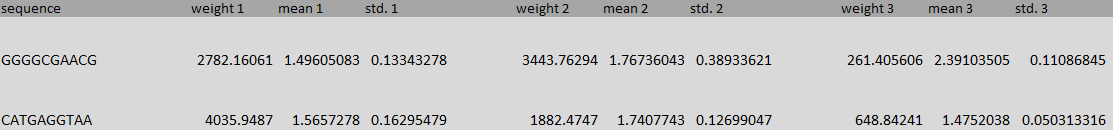 sequence weight 1 mean 1 std. 1 weight 2 mean 2 std. 2 weight 3 mean 3 std. 3
GGGGCGAACG 2782.16061 1.49605083 0.13343278 3443.76294 1.76736043 0.38933621 261.405606 2.39103505 0.11086845
CATGAGGTAA 4035.9487 1.5657278 0.16295479 1882.4747 1.7407743 0.12699047 648.84241 1.4752038 0.050313316